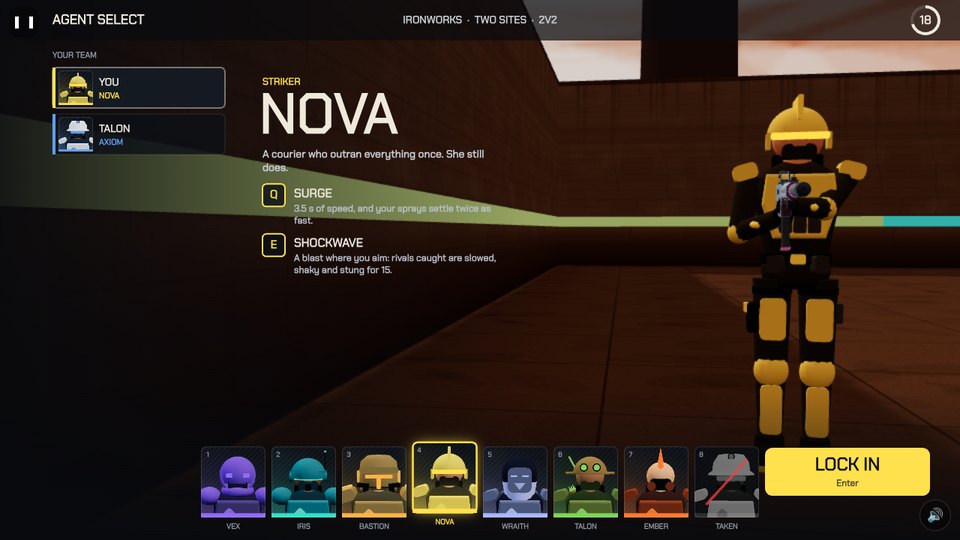 AGENT SELECT
IRONWORKS · TWO SITES · 2V2
18
YOUR TEAM
YOU
NOVA
TALON
AXIOM
STRIKER
NOVA
A courier who outran everything once. She still
does.
Q
SURGE
3.5 s of speed, and your sprays settle twice as
fast.
E
SHOCKWAVE
A blast where you aim: rivals caught are slowed,
shaky and stung for 15.
1
2
3
4
5
6
7
8
VEX
IRIS
BASTION
NOVA
WRAITH
TALON
EMBER
TAKEN
LOCK IN
Enter